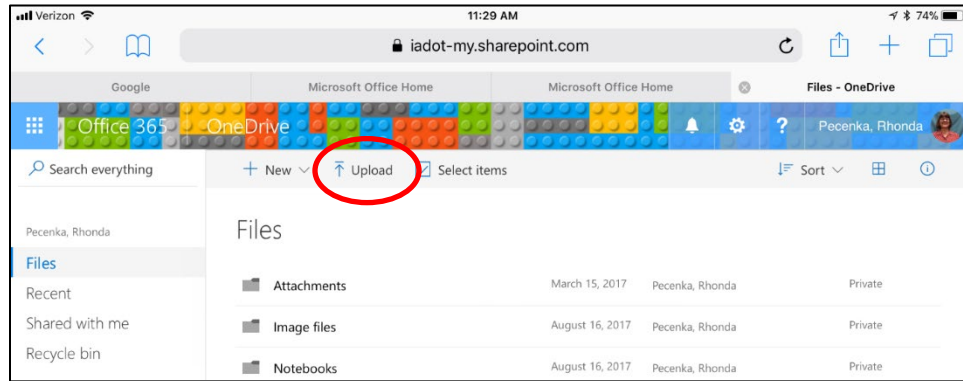 Verizon 11:29 AM 74%
iadot-my.sharepoint.com
Google Microsoft Office Home Microsoft Office Home Files - OneDrive
Office 365 OneDrive ? Pecenka, Rhonda
Search everything New Upload Select items Sort
Pecenka, Rhonda
Files
Files
Recent
Shared with me
Recycle bin
Attachments March 15, 2017 Pecenka, Rhonda Private
Image files August 16, 2017 Pecenka, Rhonda Private
Notebooks August 16, 2017 Pecenka, Rhonda Private